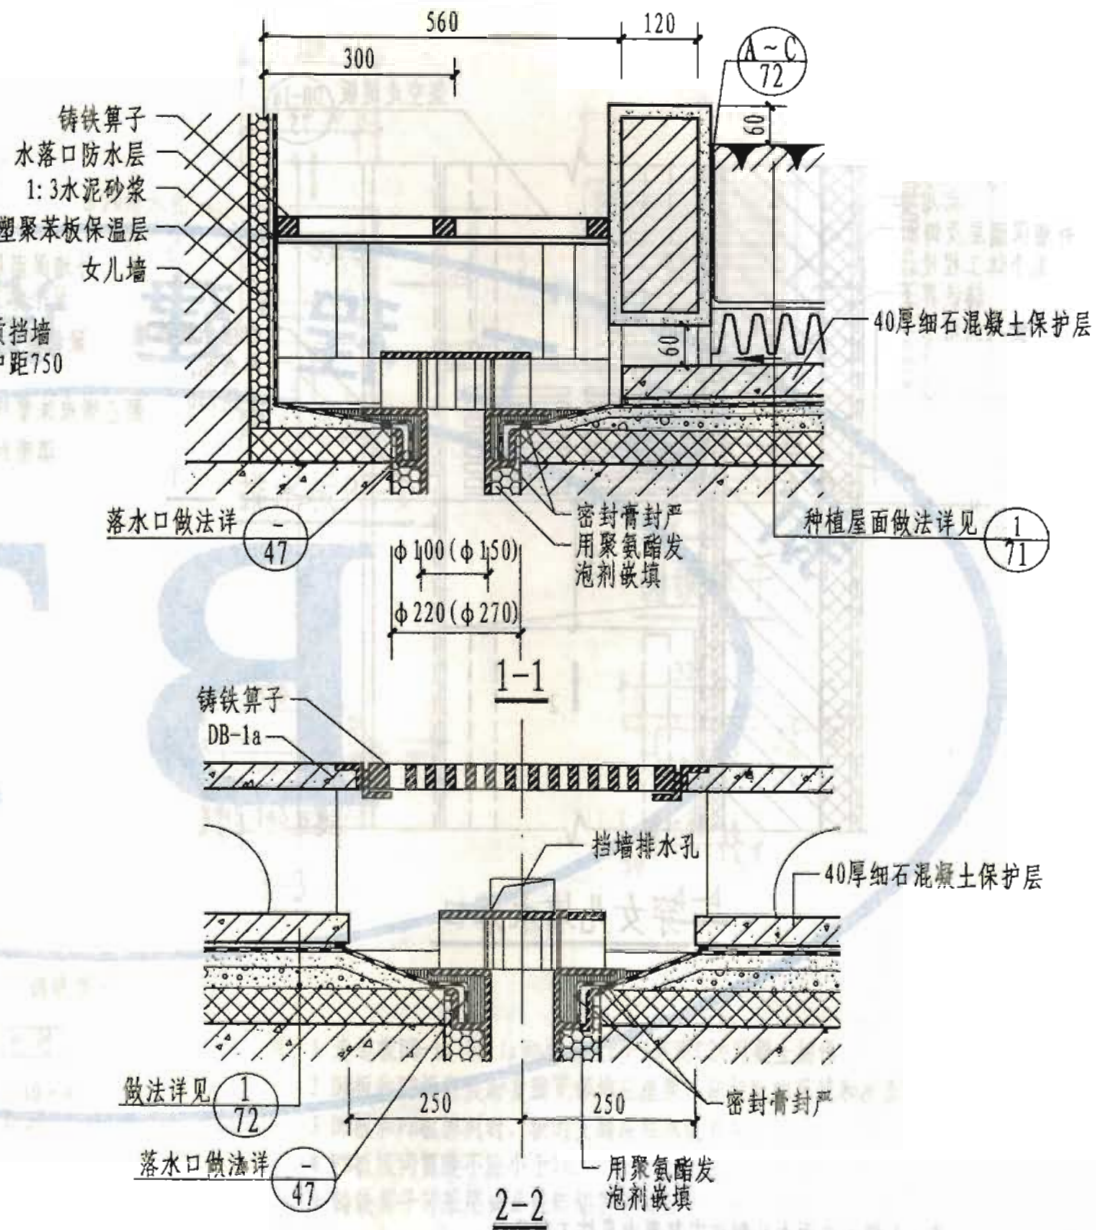 560
120
300
A~C
72
60
铸铁箅子
水落口防水层
1:3水泥砂浆
塑聚苯板保温层
女儿墙
挡墙
距750
60
40厚细石混凝土保护层
落水口做法详
-
47
密封膏封严
用聚氨酯发
泡剂嵌填
种植屋面做法详见
1
71
ф100(ф150)
ф220(ф270)
1-1
铸铁箅子
DB-1a
挡墙排水孔
40厚细石混凝土保护层
做法详见
1
72
250
250
密封膏封严
落水口做法详
-
47
用聚氨酯发
泡剂嵌填
2-2